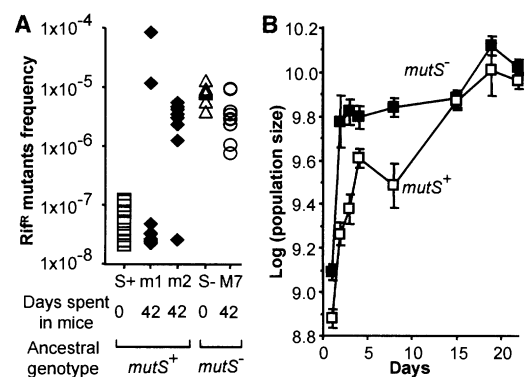 A
Rifᴿ mutants frequency
1x10⁻⁴
1x10⁻⁵
1x10⁻⁶
1x10⁻⁷
1x10⁻⁸
S+ m1 m2 S- M7
Days spent in mice 0 42 42 0 42
Ancestral genotype mutS⁺ mutS⁻
B
Log (population size)
10.2
10.0
9.8
9.6
9.4
9.2
9.0
8.8
mutS⁻
mutS⁺
0 5 10 15 20
Days